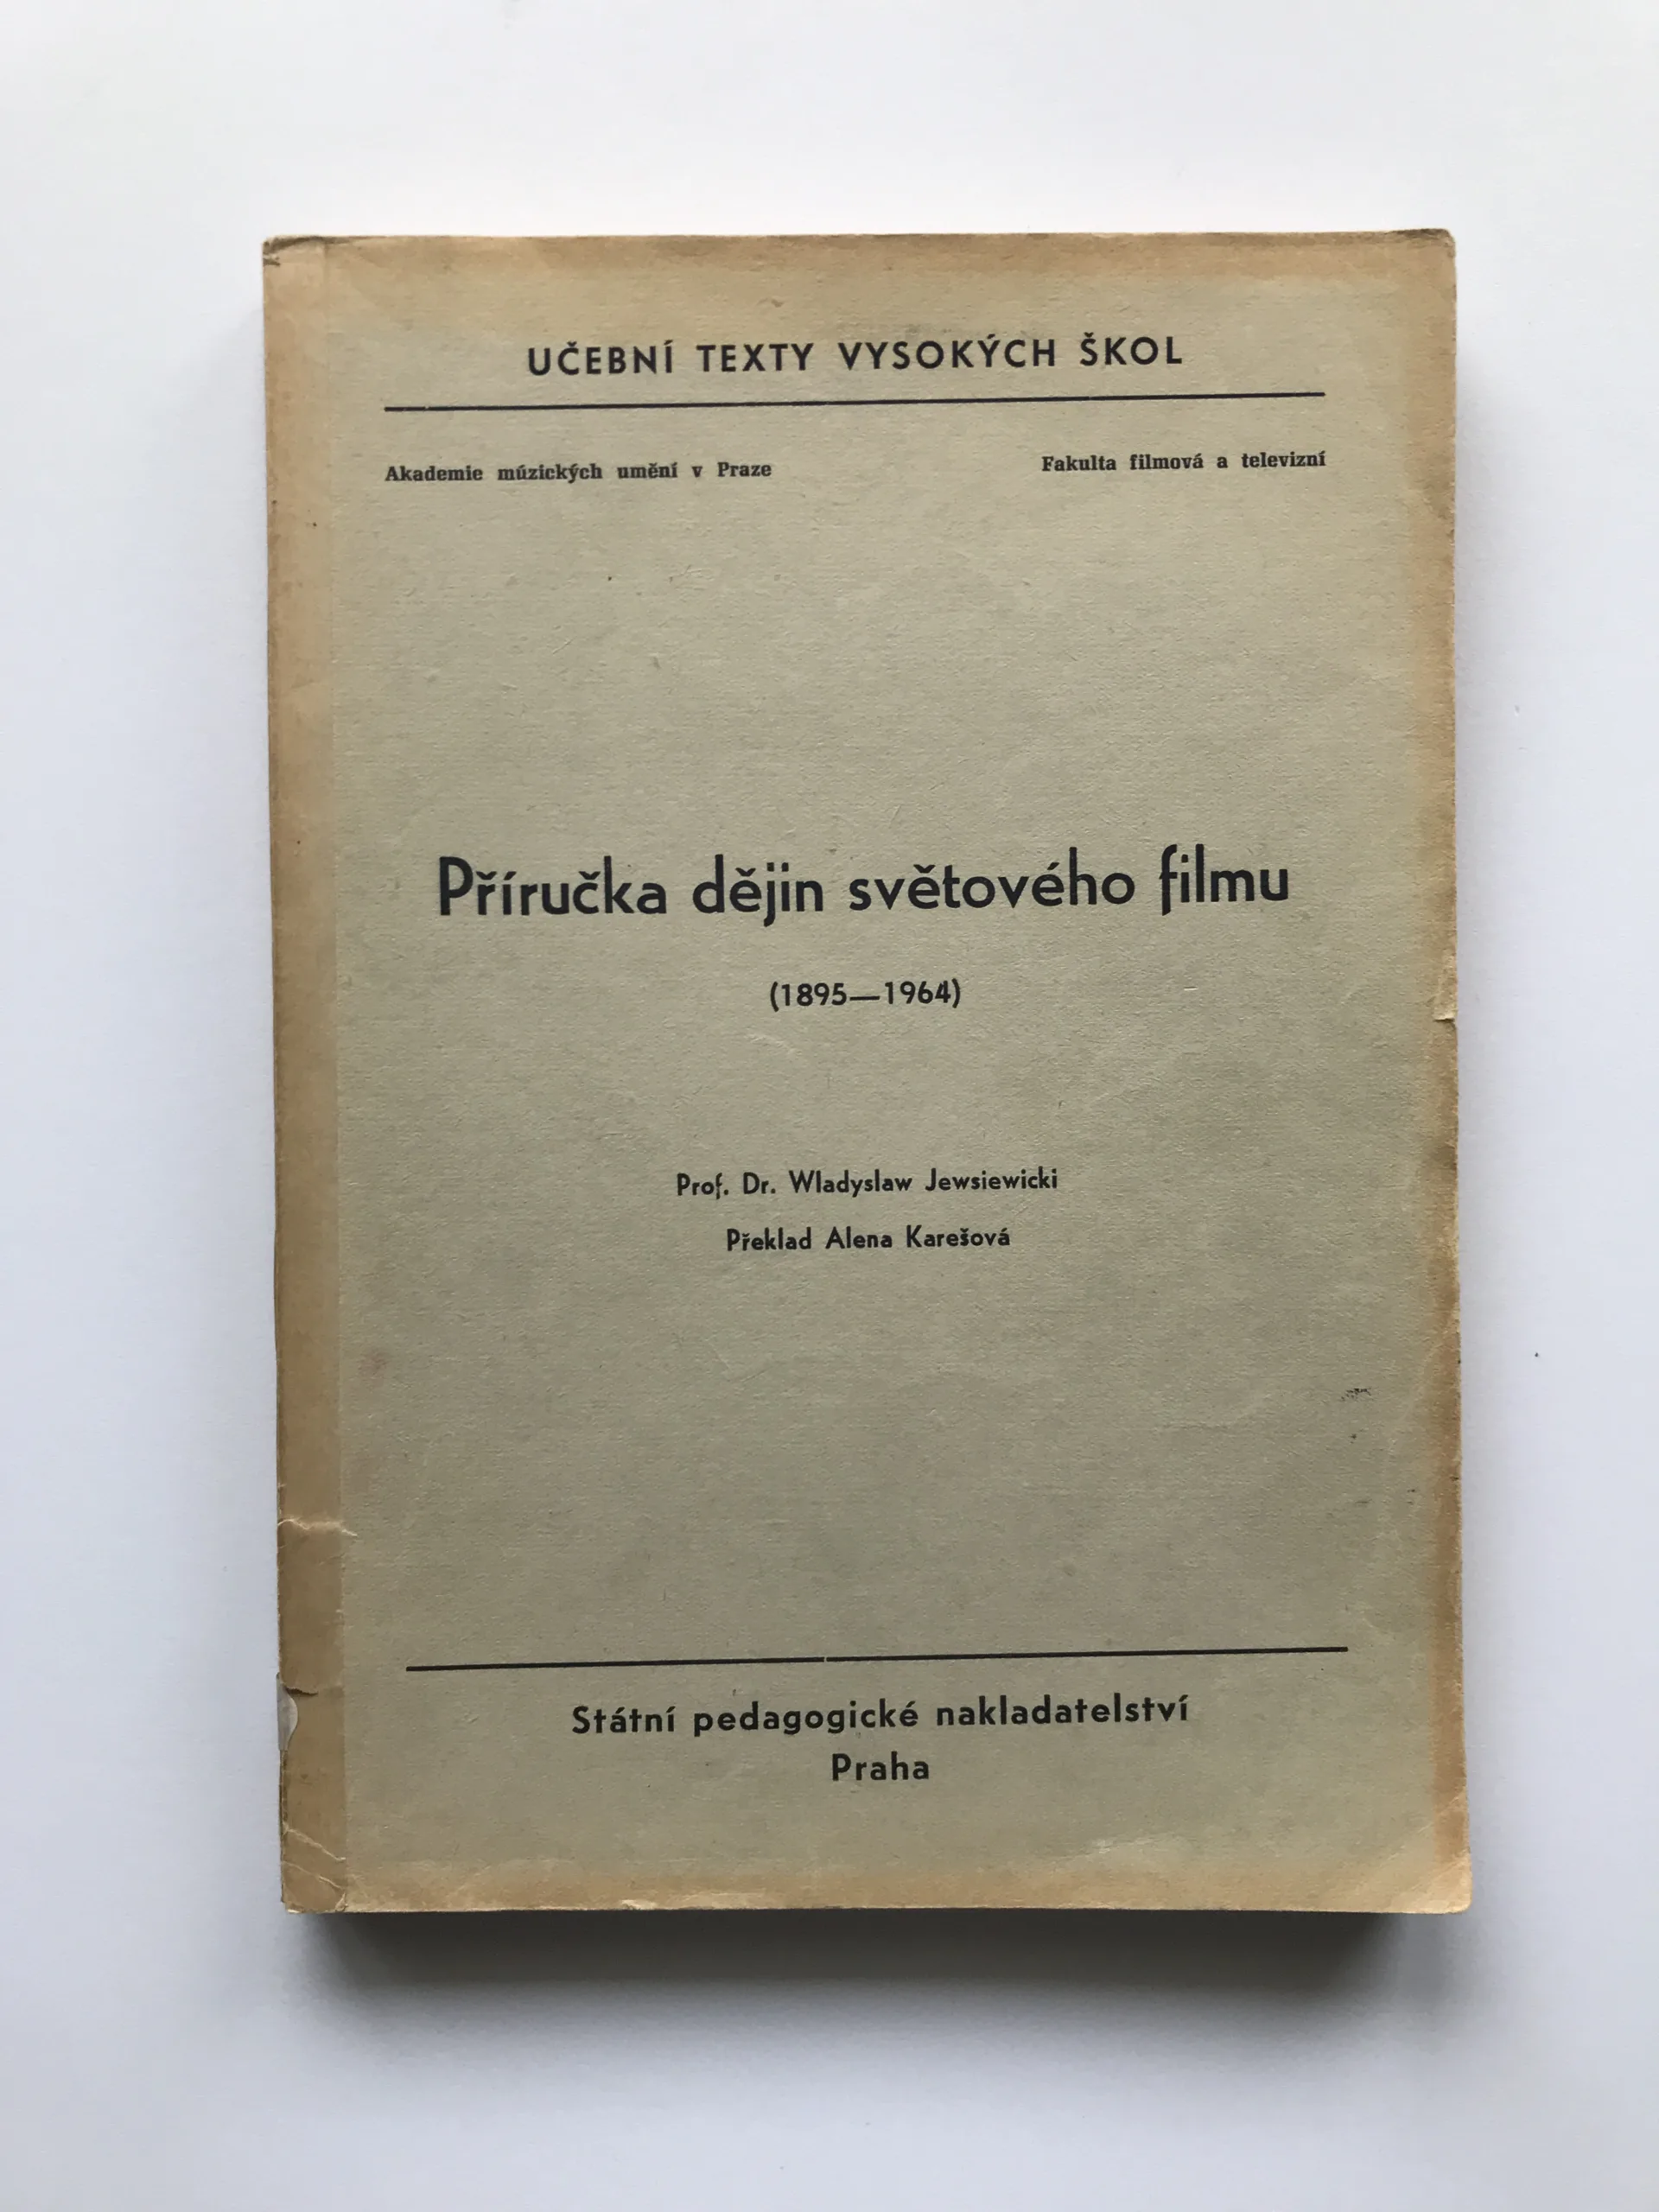 UČEBNÍ TEXTY VYSOKÝCH ŠKOL
Akademie múzických umění v Praze
Fakulta filmová a televizní
Příručka dějin světového filmu
(1895—1964)
Prof. Dr. Wladyslaw Jewsiewicki
Překlad Alena Karešová
Státní pedagogické nakladatelství
Praha